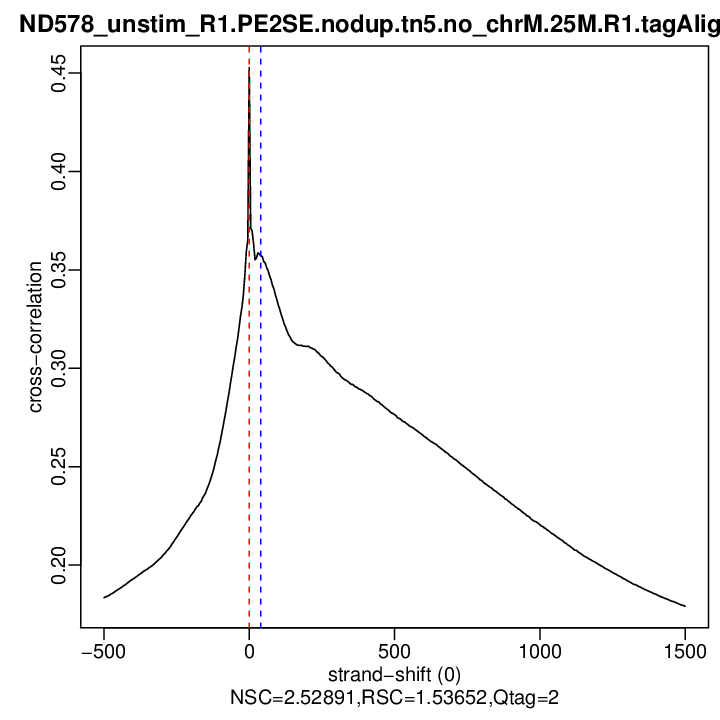 ND578_unstim_R1.PE2SE.nodup.tn5.no_chrM.25M.R1.tagAlig
0.45
0.40
0.35
0.30
0.25
0.20
cross−correlation
−500 0 500 1000 1500
strand−shift (0)
NSC=2.52891,RSC=1.53652,Qtag=2